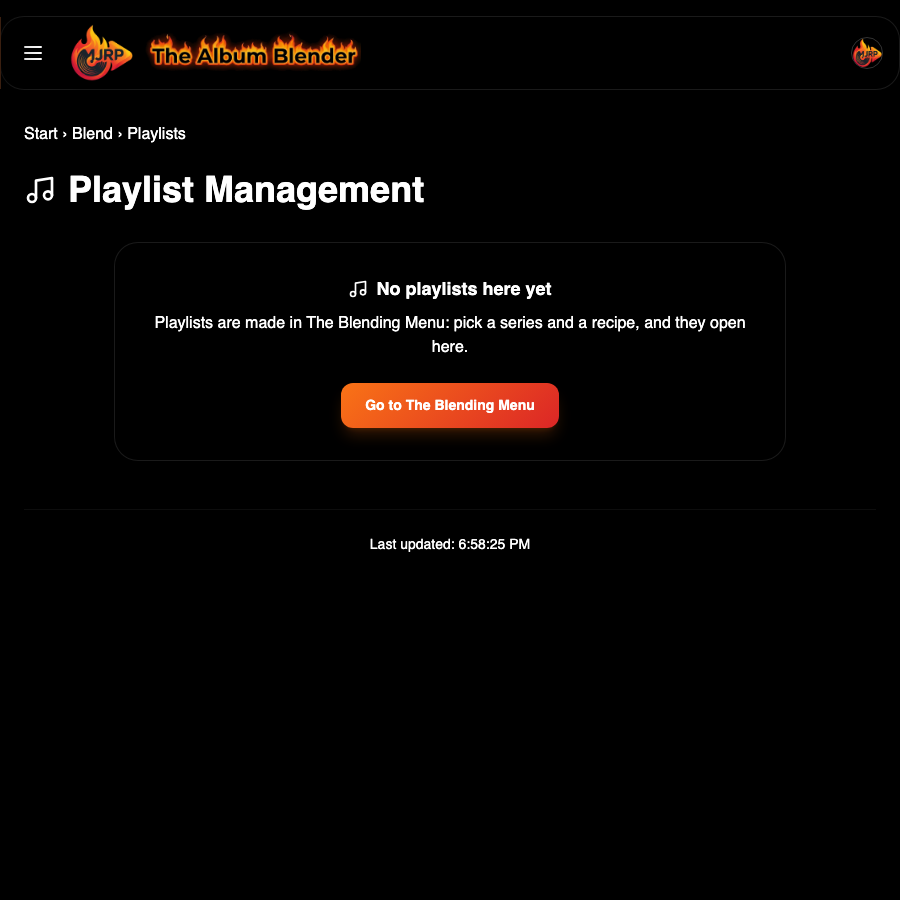 JRP
The Album Blender
JRP
Start › Blend › Playlists
Playlist Management
No playlists here yet
Playlists are made in The Blending Menu: pick a series and a recipe, and they open
here.
Go to The Blending Menu
Last updated: 6:58:25 PM